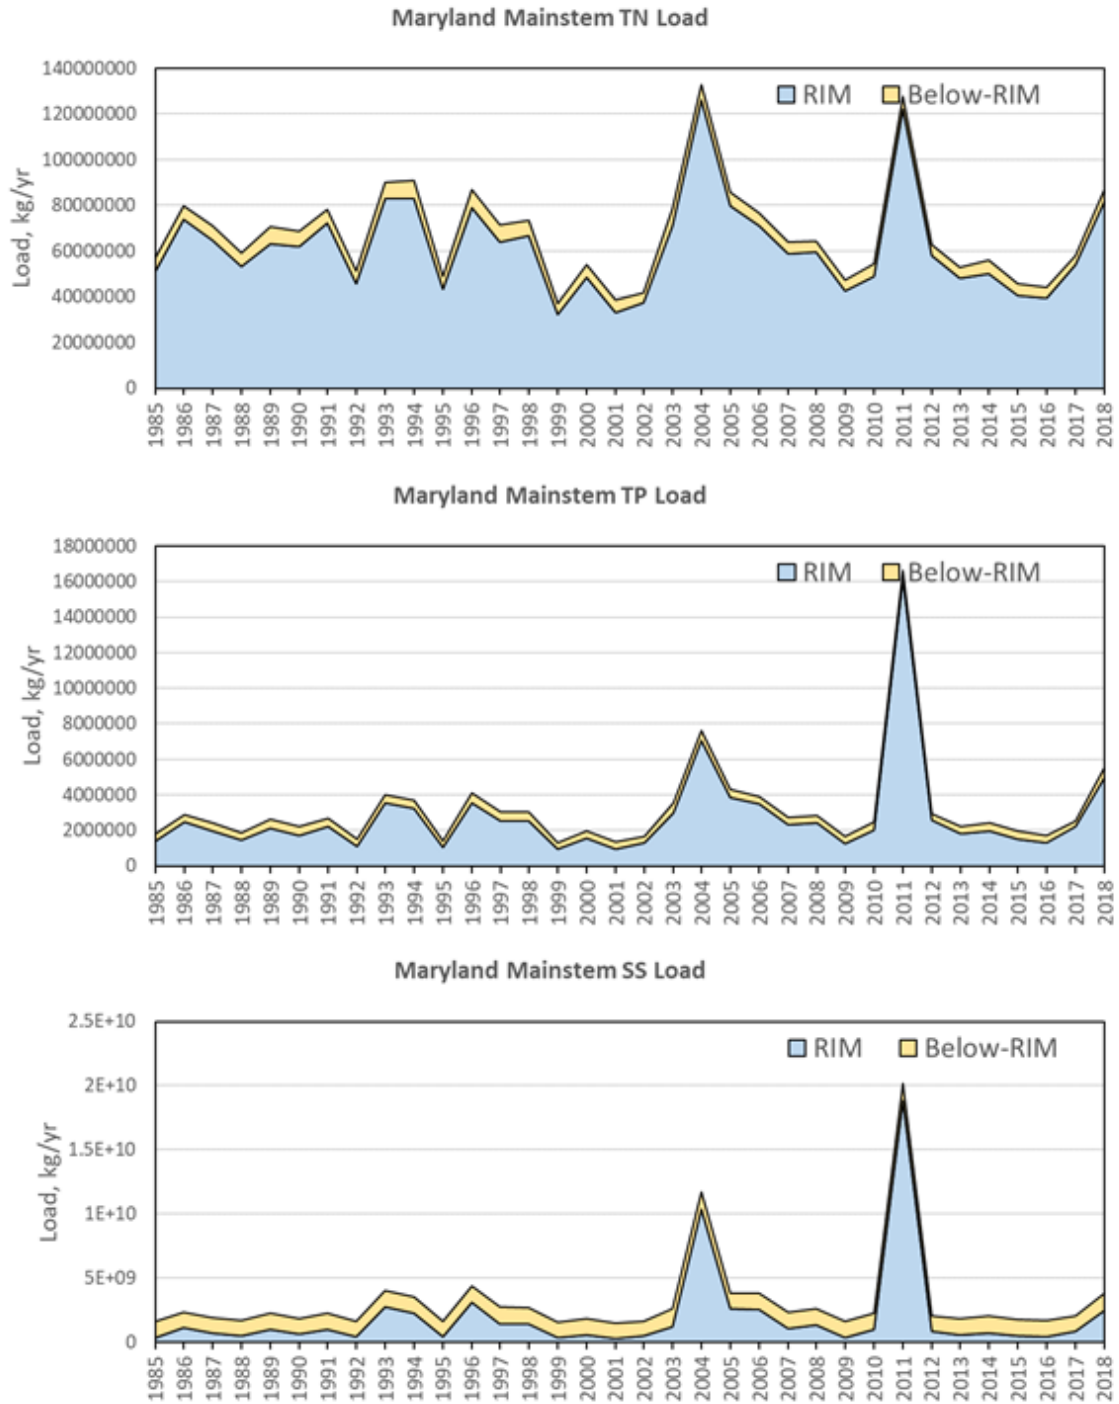 Maryland Mainstem TN Load
140000000
120000000
100000000
80000000
60000000
40000000
20000000
0
Load, kg/yr
RIM Below-RIM
1985 1986 1987 1988 1989 1990 1991 1992 1993 1994 1995 1996 1997 1998 1999 2000 2001 2002 2003 2004 2005 2006 2007 2008 2009 2010 2011 2012 2013 2014 2015 2016 2017 2018
Maryland Mainstem TP Load
18000000
16000000
14000000
12000000
10000000
8000000
6000000
4000000
2000000
0
Load, kg/yr
RIM Below-RIM
1985 1986 1987 1988 1989 1990 1991 1992 1993 1994 1995 1996 1997 1998 1999 2000 2001 2002 2003 2004 2005 2006 2007 2008 2009 2010 2011 2012 2013 2014 2015 2016 2017 2018
Maryland Mainstem SS Load
2.5E+10
2E+10
1.5E+10
1E+10
5E+09
0
Load, kg/yr
RIM Below-RIM
1985 1986 1987 1988 1989 1990 1991 1992 1993 1994 1995 1996 1997 1998 1999 2000 2001 2002 2003 2004 2005 2006 2007 2008 2009 2010 2011 2012 2013 2014 2015 2016 2017 2018